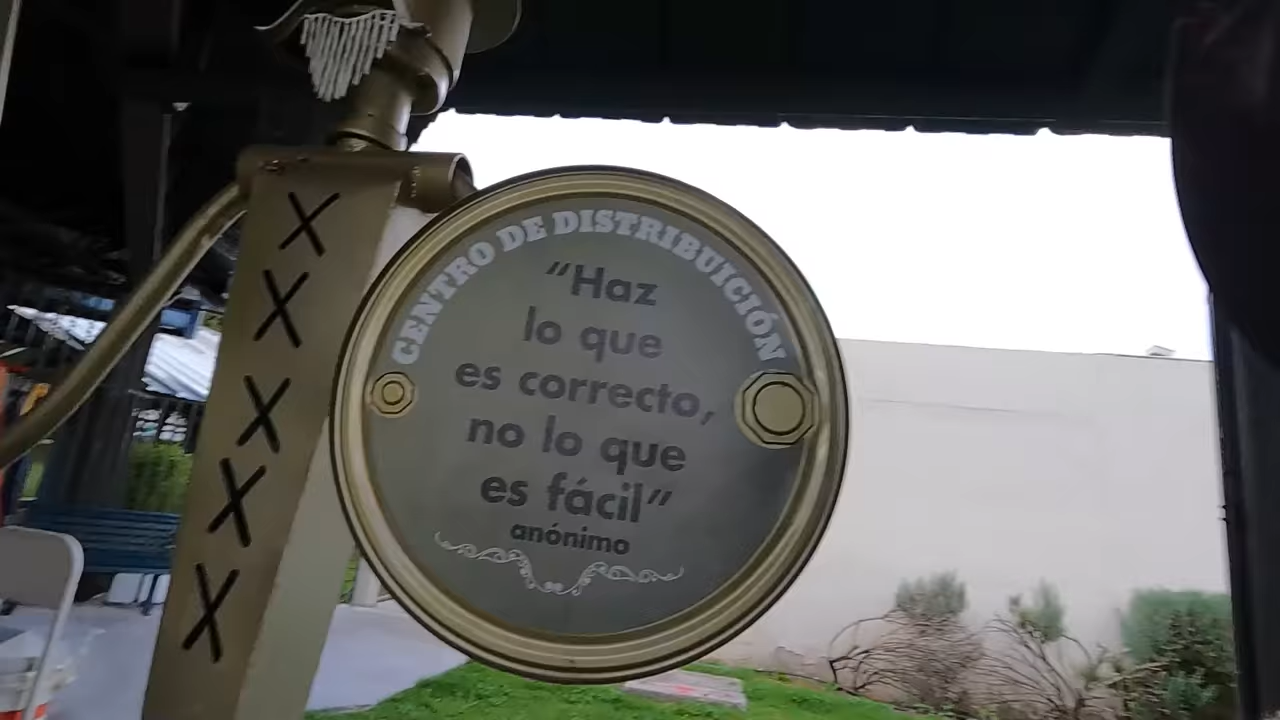 CENTRO DE DISTRIBUICIÓN
“Haz
lo que
es correcto,
no lo que
es fácil”
anónimo
X
X
X
X
X